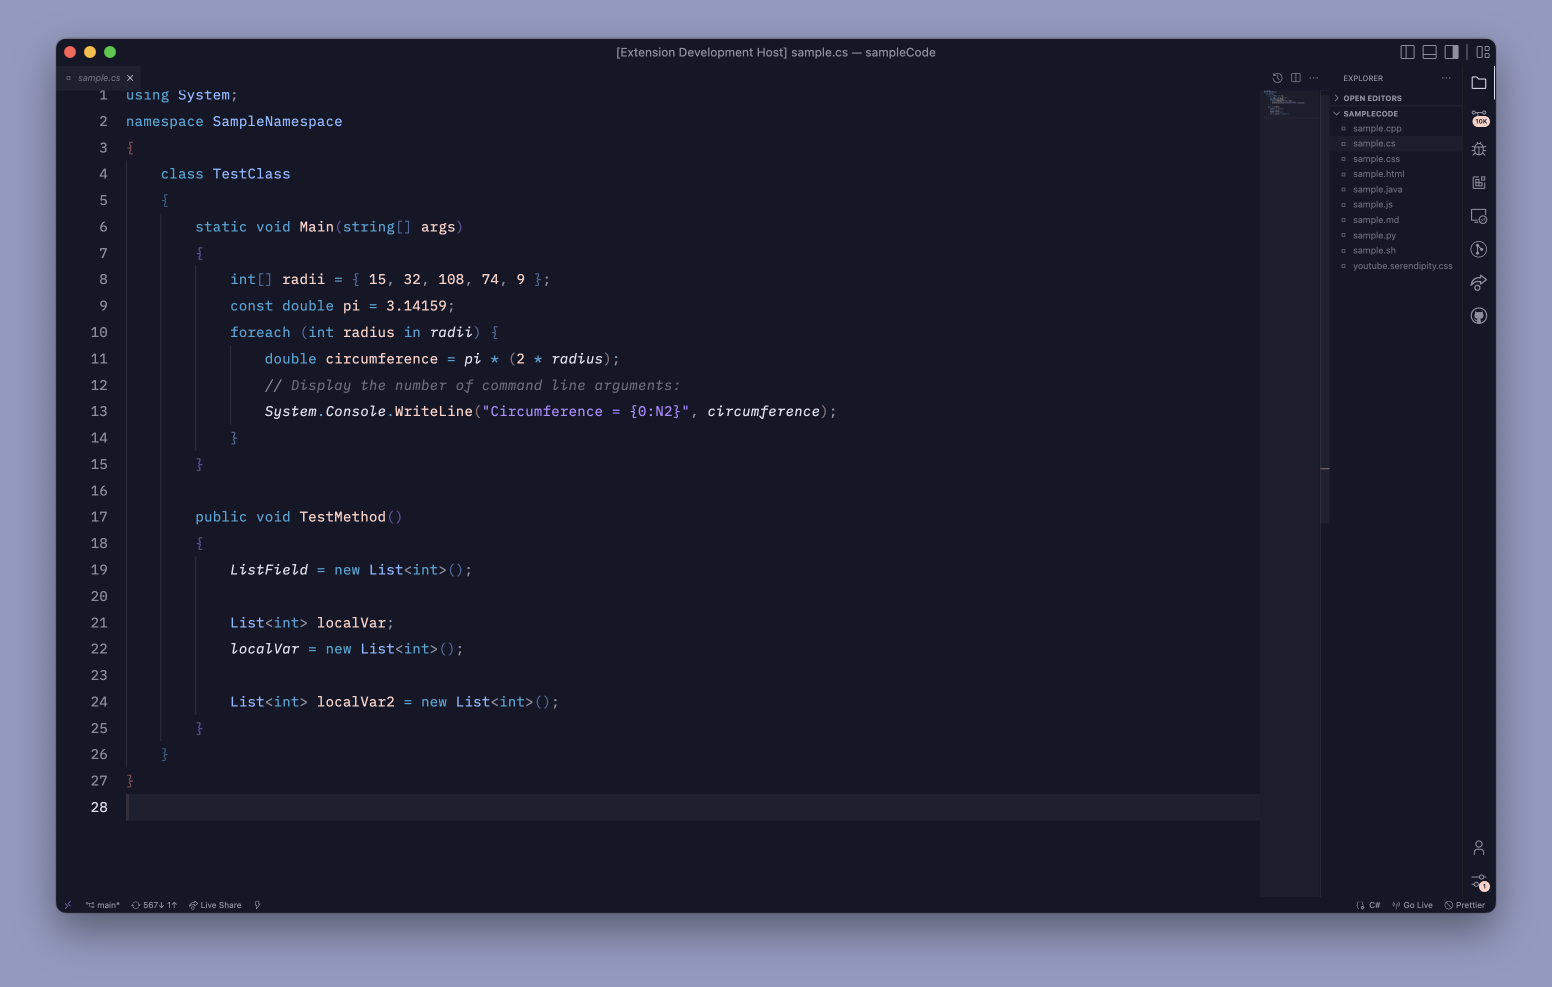 [Extension Development Host] sample.cs — sampleCode
sample.cs
1 using System;
2 namespace SampleNamespace
3 {
4     class TestClass
5     {
6         static void Main(string[] args)
7         {
8             int[] radii = { 15, 32, 108, 74, 9 };
9             const double pi = 3.14159;
10             foreach (int radius in radii) {
11                 double circumference = pi * (2 * radius);
12                 // Display the number of command line arguments:
13                 System.Console.WriteLine("Circumference = {0:N2}", circumference);
14             }
15         }
16
17         public void TestMethod()
18         {
19             ListField = new List<int>();
20
21             List<int> localVar;
22             localVar = new List<int>();
23
24             List<int> localVar2 = new List<int>();
25         }
26     }
27 }
28
EXPLORER
OPEN EDITORS
SAMPLECODE
sample.cpp
sample.cs
sample.css
sample.html
sample.java
sample.js
sample.md
sample.py
sample.sh
youtube.serendipity.css
10K
1
main* 567↓ 1↑ Live Share
C# Go Live Prettier